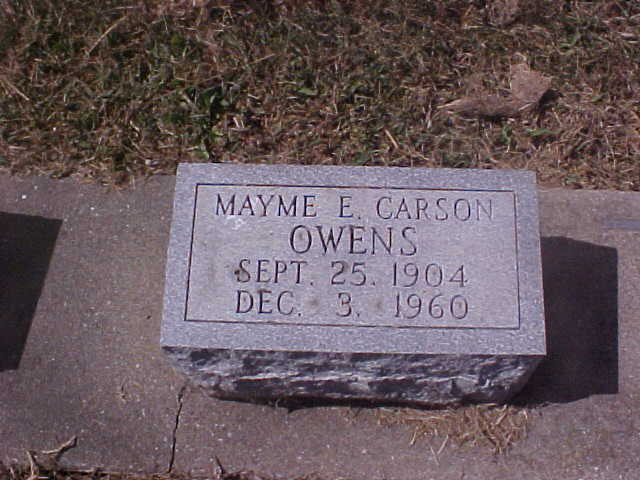 MAYME E. CARSON
OWENS
SEPT. 25. 1904
DEC. 3. 1960